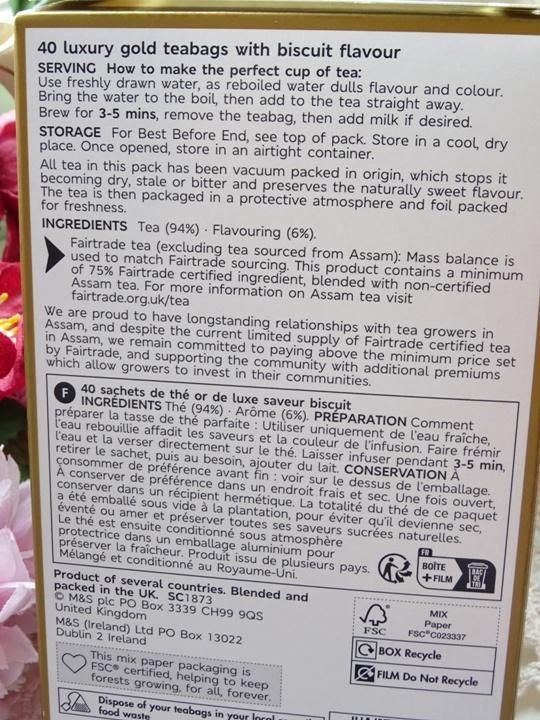 40 luxury gold teabags with biscuit flavour
SERVING How to make the perfect cup of tea:
Use freshly drawn water, as reboiled water dulls flavour and colour.
Bring the water to the boil, then add to the tea straight away.
Brew for 3-5 mins, remove the teabag, then add milk if desired.
STORAGE For Best Before End, see top of pack. Store in a cool, dry
place. Once opened, store in an airtight container.
All tea in this pack has been vacuum packed in origin, which stops it
becoming dry, stale or bitter and preserves the naturally sweet flavour.
The tea is then packaged in a protective atmosphere and foil packed
for freshness.
INGREDIENTS Tea (94%) · Flavouring (6%).
Fairtrade tea (excluding tea sourced from Assam): Mass balance is
used to match Fairtrade sourcing. This product contains a minimum
of 75% Fairtrade certified ingredient, blended with non-certified
Assam tea. For more information on Assam tea visit
fairtrade.org.uk/tea
We are proud to have longstanding relationships with tea growers in
Assam, and despite the current limited supply of Fairtrade certified tea
in Assam, we remain committed to paying above the minimum price set
by Fairtrade, and supporting the community with additional premiums
which allow growers to invest in their communities.
F 40 sachets de thé or de luxe saveur biscuit
INGRÉDIENTS Thé (94%) · Arôme (6%). PRÉPARATION Comment
préparer la tasse de thé parfaite : Utiliser uniquement de l'eau fraîche,
l'eau rebouillie affadit les saveurs et la couleur de l'infusion. Faire frémir
l'eau et la verser directement sur le thé. Laisser infuser pendant 3-5 min,
retirer le sachet, puis au besoin, ajouter du lait. CONSERVATION À
consommer de préférence avant fin : voir sur le dessus de l'emballage.
À conserver de préférence dans un endroit frais et sec. Une fois ouvert,
conserver dans un récipient hermétique. La totalité du thé de ce paquet
a été emballé sous vide à la plantation, pour éviter qu'il devienne sec,
éventé ou amer et préserver toutes ses saveurs sucrées naturelles.
Le thé est ensuite conditionné sous atmosphère
protectrice dans un emballage aluminium pour
préserver la fraîcheur. Produit issu de plusieurs pays.
Mélangé et conditionné au Royaume-Uni.
FR
BOÎTE
+ FILM
BAC
DE
TRI
Product of several countries. Blended and
packed in the UK. SC1873
© M&S plc PO Box 3339 CH99 9QS
United Kingdom
M&S (Ireland) Ltd PO Box 13022
Dublin 2 Ireland
FSC
MIX
Paper
FSC® C023337
BOX Recycle
FILM Do Not Recycle
This mix paper packaging is
FSC® certified, helping to keep
forests growing, for all, forever.
Dispose of your teabags in your local
food waste